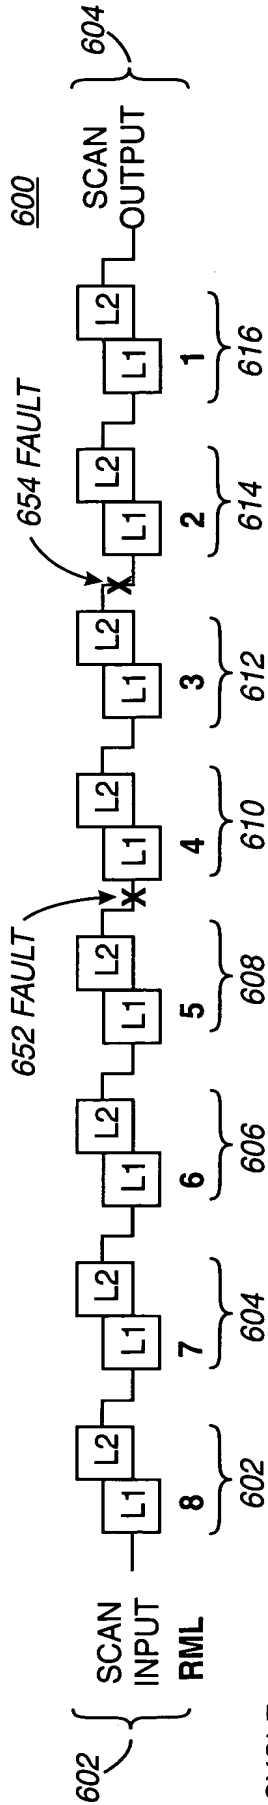 600
652 FAULT
654 FAULT
602
604
SCAN
INPUT
SCAN
OUTPUT
L2 L2 L2 L2 L2 L2 L2 L2
L1 L1 L1 L1 L1 L1 L1 L1
RML 8 7 6 5 4 3 2 1
602 604 606 608 610 612 614 616